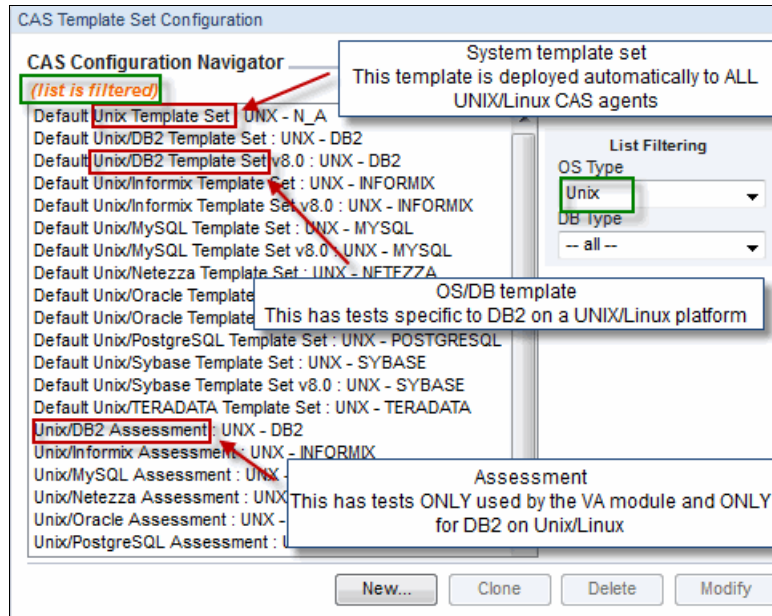 CAS Template Set Configuration
CAS Configuration Navigator
(list is filtered)
System template set
This template is deployed automatically to ALL
UNIX/Linux CAS agents
Default Unix Template Set : UNX - N_A
Default Unix/DB2 Template Set : UNX - DB2
Default Unix/DB2 Template Set v8.0 : UNX - DB2
Default Unix/Informix Template Set : UNX - INFORMIX
Default Unix/Informix Template Set v8.0 : UNX - INFORMIX
Default Unix/MySQL Template Set : UNX - MYSQL
Default Unix/MySQL Template Set v8.0 : UNX - MYSQL
Default Unix/Netezza Template Set : UNX - NETEZZA
Default Unix/Oracle Template
Default Unix/Oracle Template
Default Unix/PostgreSQL Template Set : UNX - POSTGRESQL
Default Unix/Sybase Template Set : UNX - SYBASE
Default Unix/Sybase Template Set v8.0 : UNX - SYBASE
Default Unix/TERADATA Template Set : UNX - TERADATA
Unix/DB2 Assessment : UNX - DB2
Unix/Informix Assessment : UNX - INFORMIX
Unix/MySQL Assessment : UNX -
Unix/Netezza Assessment : UNX
Unix/Oracle Assessment : UNX -
Unix/PostgreSQL Assessment :
List Filtering
OS Type
Unix
DB Type
-- all --
OS/DB template
This has tests specific to DB2 on a UNIX/Linux platform
Assessment
This has tests ONLY used by the VA module and ONLY
for DB2 on Unix/Linux
New...
Clone
Delete
Modify